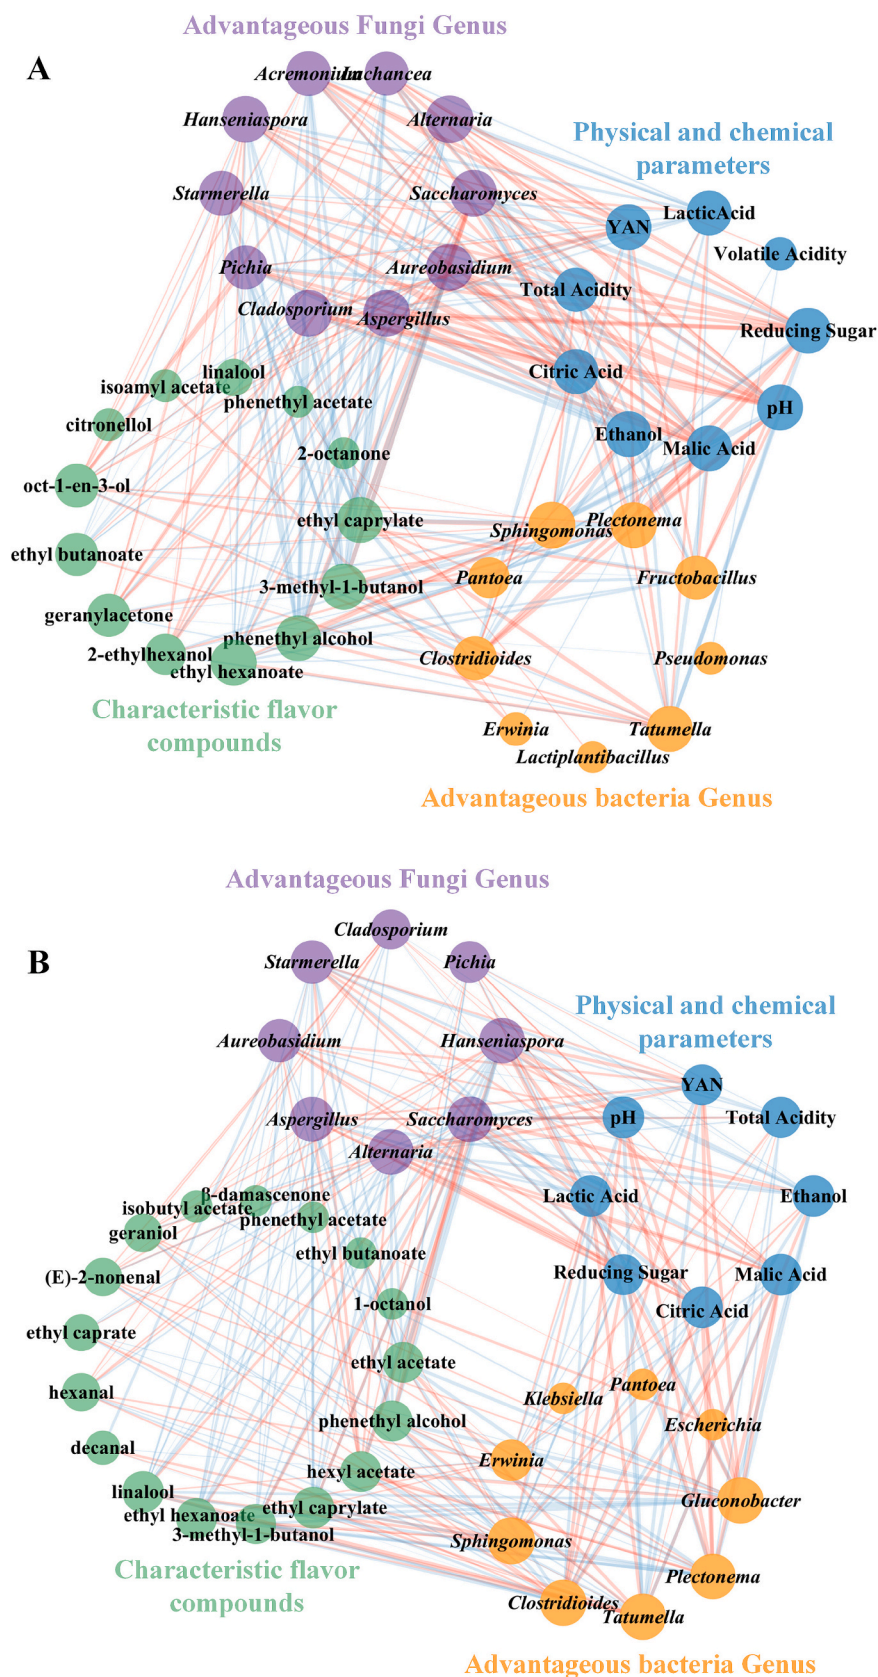 Advantageous Fungi Genus
A
Acremonium
Lachancea
Hanseniaspora
Alternaria
Physical and chemical
parameters
Starmerella
Saccharomyces
LacticAcid
YAN
Volatile Acidity
Pichia
Aureobasidium
Total Acidity
Cladosporium
Aspergillus
Reducing Sugar
linalool
isoamyl acetate
Citric Acid
phenethyl acetate
pH
citronellol
Ethanol
Malic Acid
2-octanone
oct-1-en-3-ol
ethyl caprylate
Sphingomonas
Plectonema
ethyl butanoate
3-methyl-1-butanol
Pantoea
Fructobacillus
geranylacetone
phenethyl alcohol
2-ethylhexanol
ethyl hexanoate
Clostridioides
Pseudomonas
Characteristic flavor
compounds
Erwinia
Tatumella
Lactiplantibacillus
Advantageous bacteria Genus
Advantageous Fungi Genus
B
Cladosporium
Starmerella
Pichia
Physical and chemical
parameters
Aureobasidium
Hanseniaspora
YAN
Aspergillus
Saccharomyces
pH
Total Acidity
Alternaria
β-damascenone
isobutyl acetate
phenethyl acetate
geraniol
Lactic Acid
Ethanol
ethyl butanoate
(E)-2-nonenal
Reducing Sugar
Malic Acid
1-octanol
Citric Acid
ethyl caprate
ethyl acetate
hexanal
Klebsiella
Pantoea
phenethyl alcohol
Escherichia
decanal
Erwinia
hexyl acetate
linalool
Gluconobacter
ethyl hexanoate
ethyl caprylate
3-methyl-1-butanol
Sphingomonas
Characteristic flavor
compounds
Plectonema
Clostridioides
Tatumella
Advantageous bacteria Genus